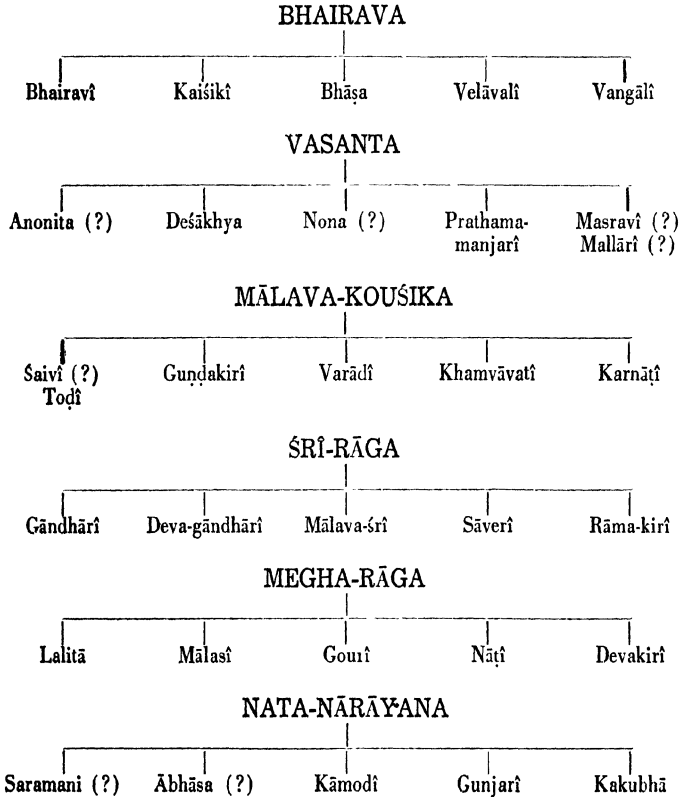 BHAIRAVA
Bhairavî Kaiśikî Bhāṣa Velāvalî Vangālî
VASANTA
Anonita (?) Deśākhya Nona (?) Prathama- Masravî (?)
manjarî Mallārî (?)
MĀLAVA-KOUŚIKA
Śaivî (?) Guṇḍakirî Varādî Khamvāvatî Karnāṭî
Toḍî
ŚRÎ-RĀGA
Gāndhārî Deva-gāndhārî Mālava-śrî Sāverî Rāma-kirî
MEGHA-RĀGA
Lalitā Mālasî Gourî Nāṭî Devakirî
NATA-NĀRĀYANA
Saramani (?) Ābhāsa (?) Kāmodî Gunjarî Kakubhā